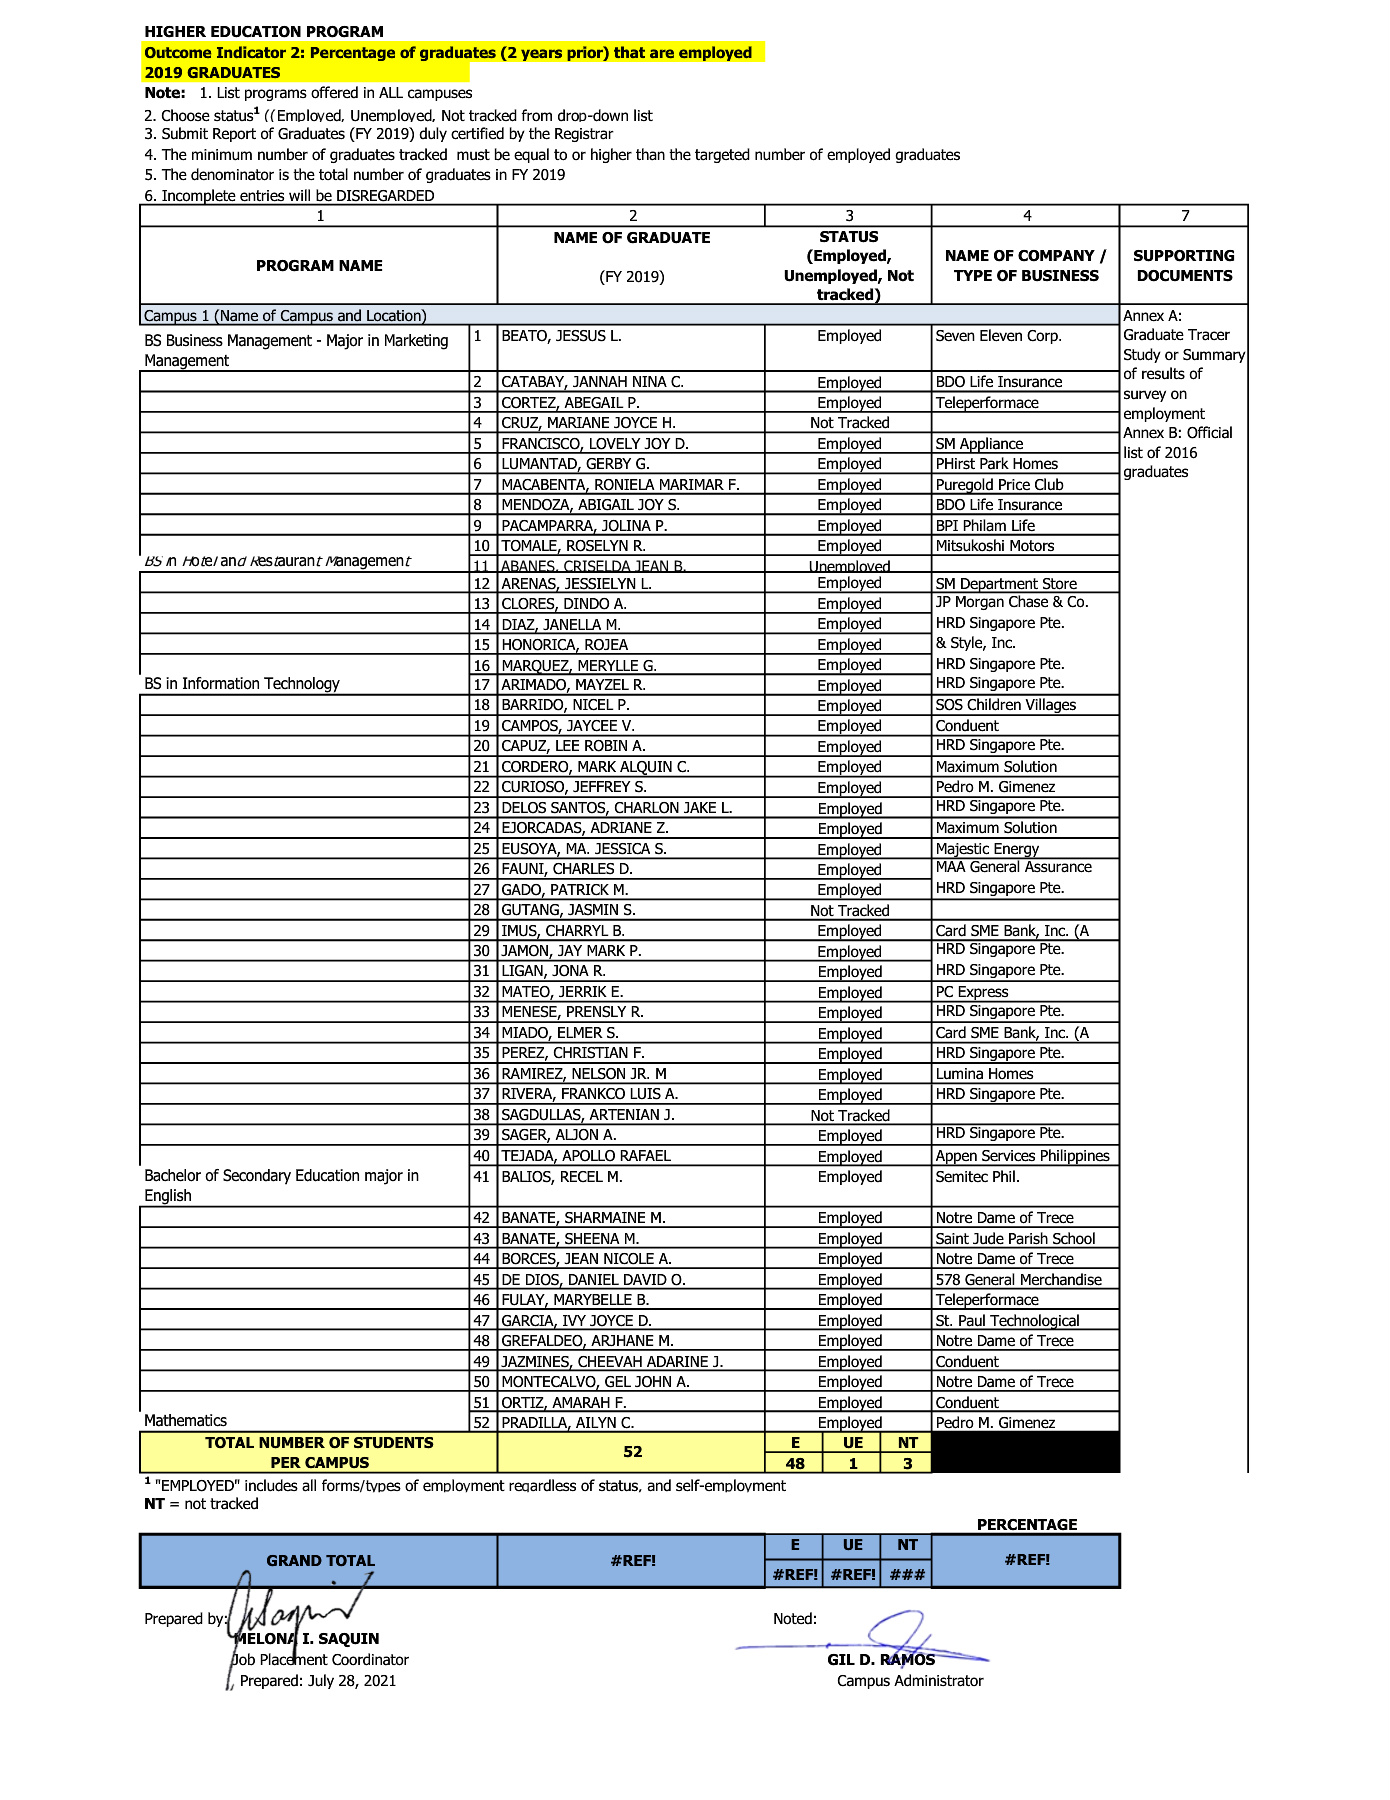 HIGHER EDUCATION PROGRAM
Outcome Indicator 2: Percentage of graduates (2 years prior) that are employed
2019 GRADUATES
Note: 1. List programs offered in ALL campuses
2. Choose status¹ ((Employed, Unemployed, Not tracked from drop-down list
3. Submit Report of Graduates (FY 2019) duly certified by the Registrar
4. The minimum number of graduates tracked must be equal to or higher than the targeted number of employed graduates
5. The denominator is the total number of graduates in FY 2019
6. Incomplete entries will be DISREGARDED
1 2 3 4 7
PROGRAM NAME
NAME OF GRADUATE
(FY 2019)
STATUS
(Employed,
Unemployed, Not
tracked)
NAME OF COMPANY /
TYPE OF BUSINESS
SUPPORTING
DOCUMENTS
Campus 1 (Name of Campus and Location)
Annex A:
Graduate Tracer
Study or Summary
of results of
survey on
employment
Annex B: Official
list of 2016
graduates
BS Business Management - Major in Marketing
Management
1 BEATO, JESSUS L. Employed Seven Eleven Corp.
2 CATABAY, JANNAH NINA C. Employed BDO Life Insurance
3 CORTEZ, ABEGAIL P. Employed Teleperformace
4 CRUZ, MARIANE JOYCE H. Not Tracked
5 FRANCISCO, LOVELY JOY D. Employed SM Appliance
6 LUMANTAD, GERBY G. Employed PHirst Park Homes
7 MACABENTA, RONIELA MARIMAR F. Employed Puregold Price Club
8 MENDOZA, ABIGAIL JOY S. Employed BDO Life Insurance
9 PACAMPARRA, JOLINA P. Employed BPI Philam Life
10 TOMALE, ROSELYN R. Employed Mitsukoshi Motors
BS in Hotel and Restaurant Management 11 ABANES, CRISELDA JEAN B. Unemployed
12 ARENAS, JESSIELYN L. Employed SM Department Store
13 CLORES, DINDO A. Employed JP Morgan Chase & Co.
14 DIAZ, JANELLA M. Employed HRD Singapore Pte.
15 HONORICA, ROJEA Employed & Style, Inc.
16 MARQUEZ, MERYLLE G. Employed HRD Singapore Pte.
BS in Information Technology 17 ARIMADO, MAYZEL R. Employed HRD Singapore Pte.
18 BARRIDO, NICEL P. Employed SOS Children Villages
19 CAMPOS, JAYCEE V. Employed Conduent
20 CAPUZ, LEE ROBIN A. Employed HRD Singapore Pte.
21 CORDERO, MARK ALQUIN C. Employed Maximum Solution
22 CURIOSO, JEFFREY S. Employed Pedro M. Gimenez
23 DELOS SANTOS, CHARLON JAKE L. Employed HRD Singapore Pte.
24 EJORCADAS, ADRIANE Z. Employed Maximum Solution
25 EUSOYA, MA. JESSICA S. Employed Majestic Energy
26 FAUNI, CHARLES D. Employed MAA General Assurance
27 GADO, PATRICK M. Employed HRD Singapore Pte.
28 GUTANG, JASMIN S. Not Tracked
29 IMUS, CHARRYL B. Employed Card SME Bank, Inc. (A
30 JAMON, JAY MARK P. Employed HRD Singapore Pte.
31 LIGAN, JONA R. Employed HRD Singapore Pte.
32 MATEO, JERRIK E. Employed PC Express
33 MENESE, PRENSLY R. Employed HRD Singapore Pte.
34 MIADO, ELMER S. Employed Card SME Bank, Inc. (A
35 PEREZ, CHRISTIAN F. Employed HRD Singapore Pte.
36 RAMIREZ, NELSON JR. M Employed Lumina Homes
37 RIVERA, FRANKCO LUIS A. Employed HRD Singapore Pte.
38 SAGDULLAS, ARTENIAN J. Not Tracked
39 SAGER, ALJON A. Employed HRD Singapore Pte.
40 TEJADA, APOLLO RAFAEL Employed Appen Services Philippines
Bachelor of Secondary Education major in
English
41 BALIOS, RECEL M. Employed Semitec Phil.
42 BANATE, SHARMAINE M. Employed Notre Dame of Trece
43 BANATE, SHEENA M. Employed Saint Jude Parish School
44 BORCES, JEAN NICOLE A. Employed Notre Dame of Trece
45 DE DIOS, DANIEL DAVID O. Employed 578 General Merchandise
46 FULAY, MARYBELLE B. Employed Teleperformace
47 GARCIA, IVY JOYCE D. Employed St. Paul Technological
48 GREFALDEO, ARJHANE M. Employed Notre Dame of Trece
49 JAZMINES, CHEEVAH ADARINE J. Employed Conduent
50 MONTECALVO, GEL JOHN A. Employed Notre Dame of Trece
51 ORTIZ, AMARAH F. Employed Conduent
Mathematics 52 PRADILLA, AILYN C. Employed Pedro M. Gimenez
TOTAL NUMBER OF STUDENTS
PER CAMPUS
52
E UE NT
48 1 3
¹ "EMPLOYED" includes all forms/types of employment regardless of status, and self-employment
NT = not tracked
PERCENTAGE
GRAND TOTAL #REF! E UE NT #REF!
#REF! #REF! ###
Prepared by: Noted:
MELONA I. SAQUIN GIL D. RAMOS
Job Placement Coordinator Campus Administrator
Prepared: July 28, 2021